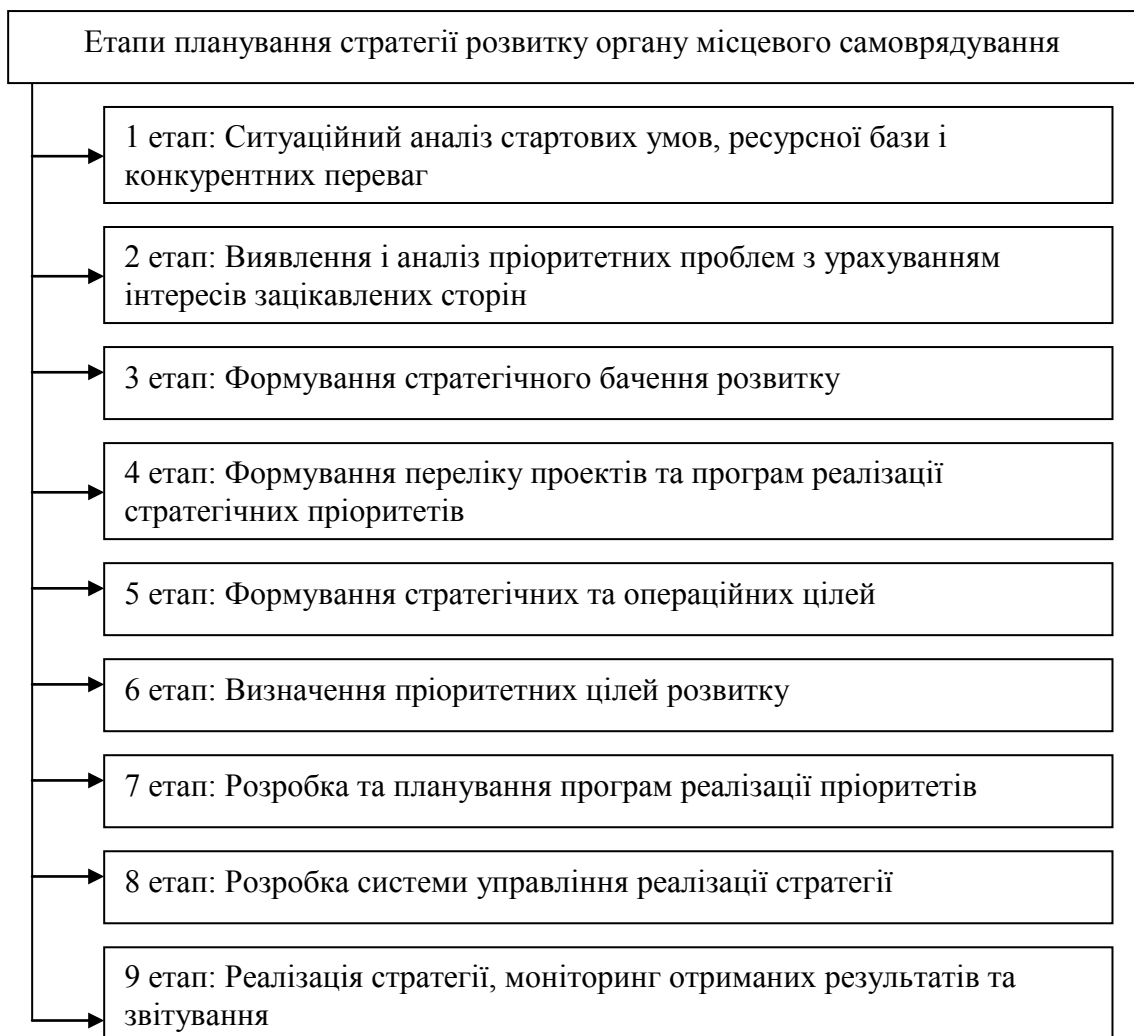 Етапи планування стратегії розвитку органу місцевого самоврядування
1 етап: Ситуаційний аналіз стартових умов, ресурсної бази і
конкурентних переваг
2 етап: Виявлення і аналіз пріоритетних проблем з урахуванням
інтересів зацікавлених сторін
3 етап: Формування стратегічного бачення розвитку
4 етап: Формування переліку проектів та програм реалізації
стратегічних пріоритетів
5 етап: Формування стратегічних та операційних цілей
6 етап: Визначення пріоритетних цілей розвитку
7 етап: Розробка та планування програм реалізації пріоритетів
8 етап: Розробка системи управління реалізації стратегії
9 етап: Реалізація стратегії, моніторинг отриманих результатів та
звітування